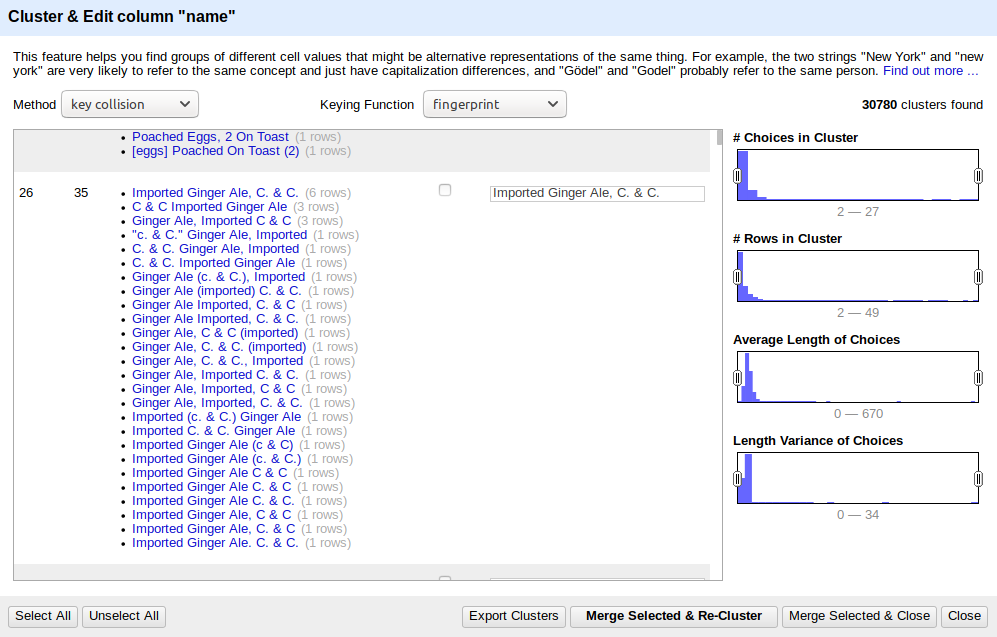 Cluster & Edit column "name"
This feature helps you find groups of different cell values that might be alternative representations of the same thing. For example, the two strings "New York" and "new
york" are very likely to refer to the same concept and just have capitalization differences, and "Gödel" and "Godel" probably refer to the same person. Find out more ...
Method key collision Keying Function fingerprint 30780 clusters found
Poached Eggs, 2 On Toast (1 rows)
[eggs] Poached On Toast (2) (1 rows)
26 35 Imported Ginger Ale, C. & C. (6 rows) Imported Ginger Ale, C. & C.
C & C Imported Ginger Ale (3 rows)
Ginger Ale, Imported C & C (3 rows)
"c. & C." Ginger Ale, Imported (1 rows)
C. & C. Ginger Ale, Imported (1 rows)
C. & C. Imported Ginger Ale (1 rows)
Ginger Ale (c. & C.), Imported (1 rows)
Ginger Ale (imported) C. & C. (1 rows)
Ginger Ale Imported, C. & C (1 rows)
Ginger Ale Imported, C. & C. (1 rows)
Ginger Ale, C & C (imported) (1 rows)
Ginger Ale, C. & C. (imported) (1 rows)
Ginger Ale, C. & C., Imported (1 rows)
Ginger Ale, Imported C. & C. (1 rows)
Ginger Ale, Imported, C & C (1 rows)
Ginger Ale, Imported, C. & C. (1 rows)
Imported (c. & C.) Ginger Ale (1 rows)
Imported C. & C. Ginger Ale (1 rows)
Imported Ginger Ale (c & C) (1 rows)
Imported Ginger Ale (c. & C.) (1 rows)
Imported Ginger Ale C & C (1 rows)
Imported Ginger Ale C. & C (1 rows)
Imported Ginger Ale C. & C. (1 rows)
Imported Ginger Ale, C & C (1 rows)
Imported Ginger Ale, C. & C (1 rows)
Imported Ginger Ale. C. & C. (1 rows)
# Choices in Cluster
2 — 27
# Rows in Cluster
2 — 49
Average Length of Choices
0 — 670
Length Variance of Choices
0 — 34
Select All Unselect All Export Clusters Merge Selected & Re-Cluster Merge Selected & Close Close